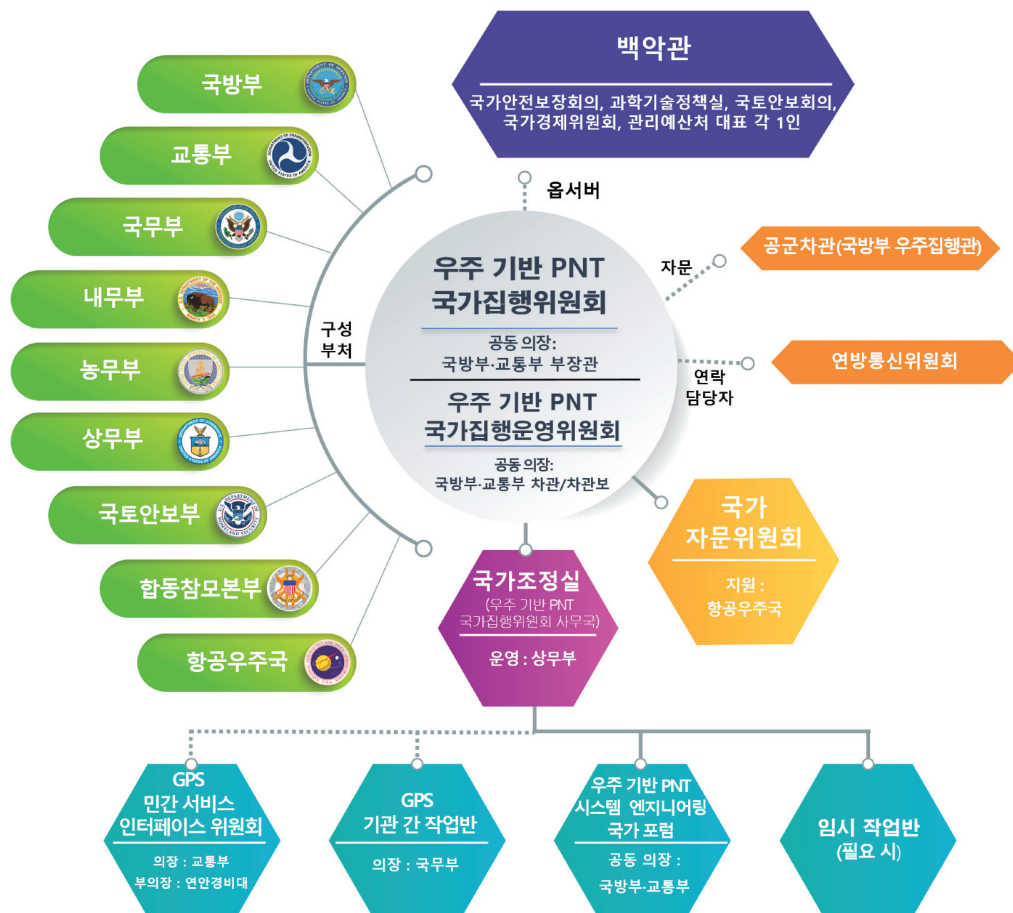 백악관
국가안전보장회의, 과학기술정책실, 국토안보회의,
국가경제위원회, 관리예산처 대표 각 1인
옵서버
국방부
교통부
국무부
내무부
농무부
상무부
국토안보부
합동참모본부
항공우주국
구성
부처
우주 기반 PNT
국가집행위원회
공동 의장:
국방부·교통부 부장관
우주 기반 PNT
국가집행운영위원회
공동 의장:
국방부·교통부 차관/차관보
자문
공군차관(국방부 우주집행관)
연락
담당자
연방통신위원회
국가
자문위원회
지원 :
항공우주국
국가조정실
(우주 기반 PNT
국가집행위원회 사무국)
운영 : 상무부
GPS
민간 서비스
인터페이스 위원회
의장 : 교통부
부의장 : 연안경비대
GPS
기관 간 작업반
의장 : 국무부
우주 기반 PNT
시스템 엔지니어링
국가 포럼
공동 의장 :
국방부·교통부
임시 작업반
(필요 시)